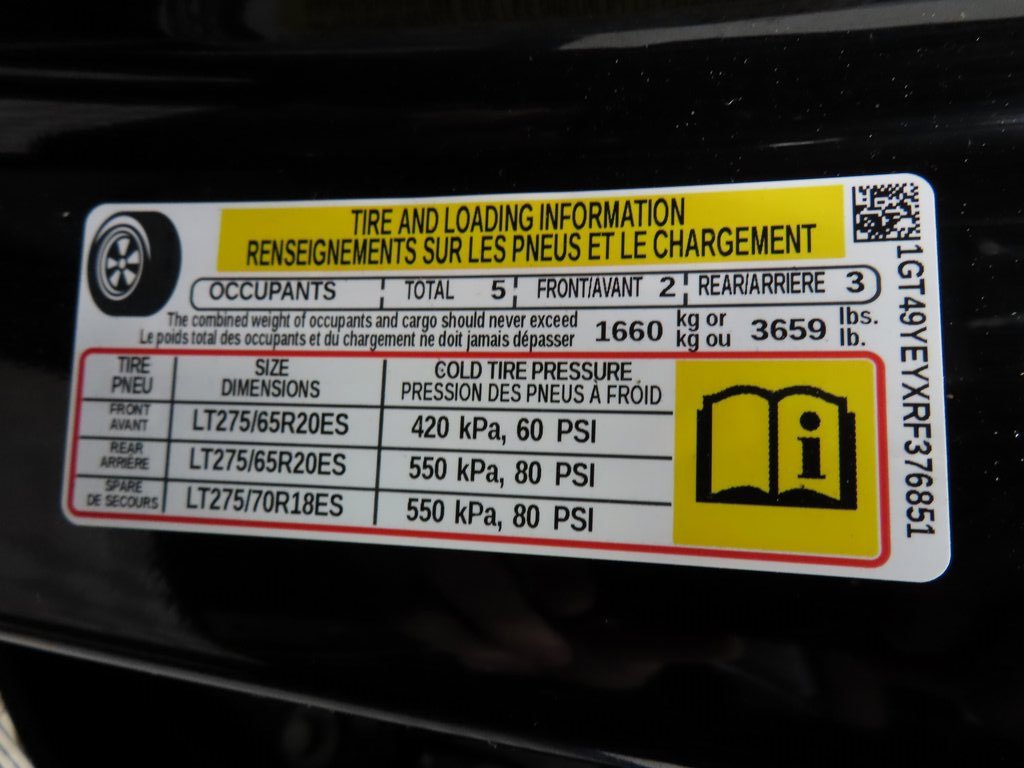 TIRE AND LOADING INFORMATION
RENSEIGNEMENTS SUR LES PNEUS ET LE CHARGEMENT
OCCUPANTS TOTAL 5 FRONT/AVANT 2 REAR/ARRIÈRE 3
The combined weight of occupants and cargo should never exceed 1660 kg or 3659 lbs.
Le poids total des occupants et du chargement ne doit jamais dépasser kg ou lb.
TIRE SIZE COLD TIRE PRESSURE
PNEU DIMENSIONS PRESSION DES PNEUS À FROID
FRONT
AVANT LT275/65R20ES 420 kPa, 60 PSI
REAR
ARRIÈRE LT275/65R20ES 550 kPa, 80 PSI
SPARE
DE SECOURS LT275/70R18ES 550 kPa, 80 PSI
i
1GT49YEYXRF376851